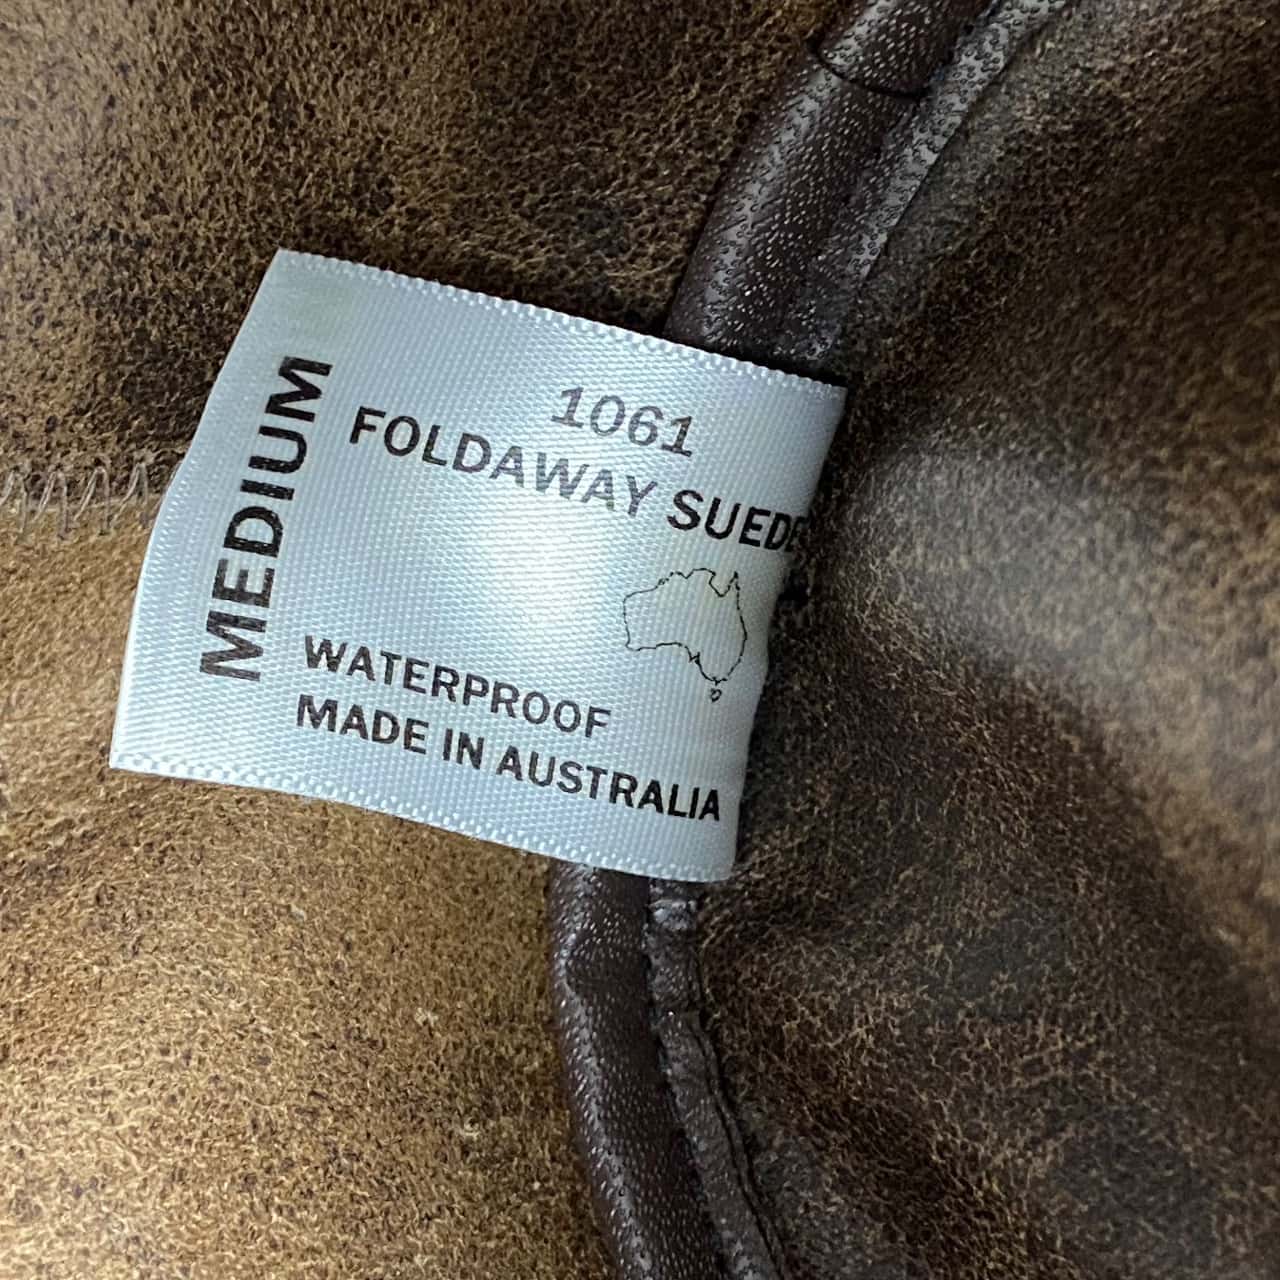 MEDIUM
1061
FOLDAWAY SUEDE
WATERPROOF
MADE IN AUSTRALIA